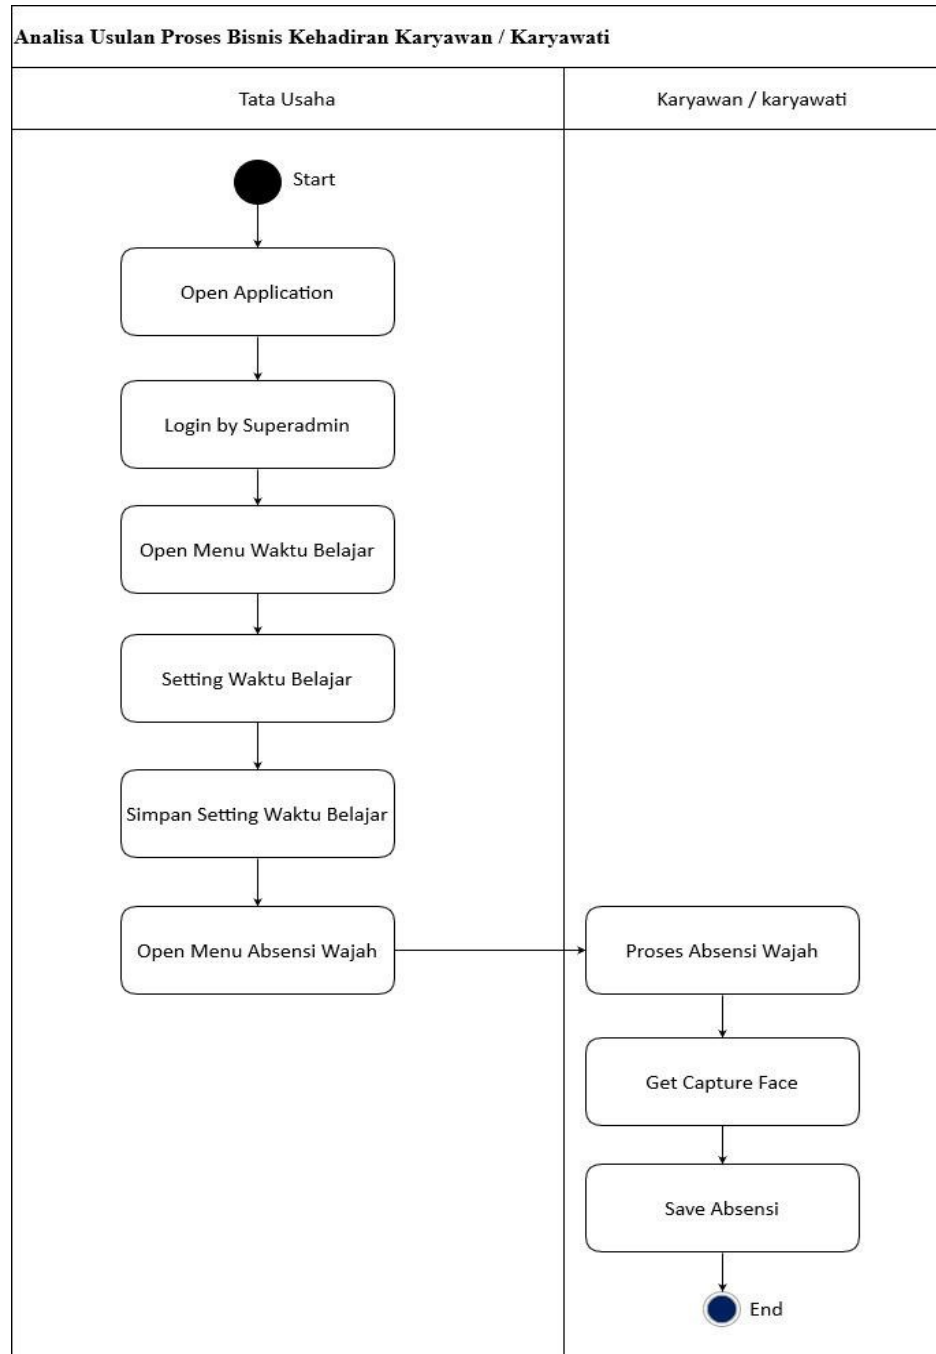 Analisa Usulan Proses Bisnis Kehadiran Karyawan / Karyawati
Tata Usaha
Karyawan / karyawati
Start
Open Application
Login by Superadmin
Open Menu Waktu Belajar
Setting Waktu Belajar
Simpan Setting Waktu Belajar
Open Menu Absensi Wajah
Proses Absensi Wajah
Get Capture Face
Save Absensi
End